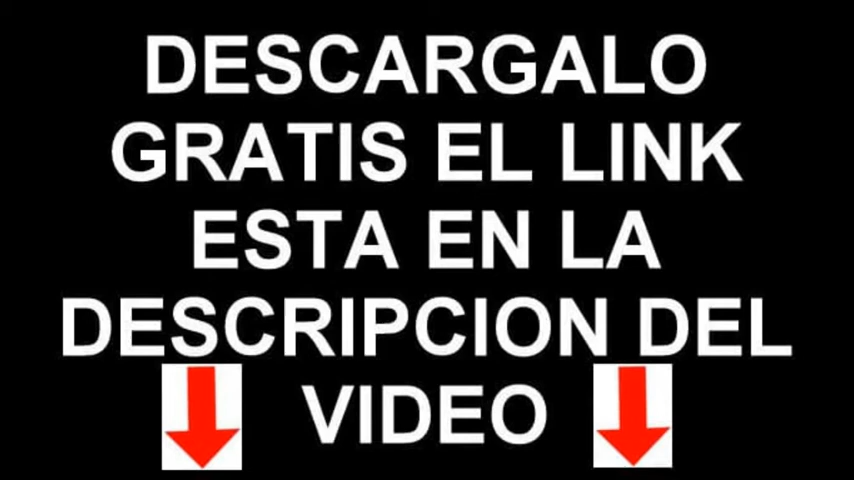 DESCARGALO
GRATIS EL LINK
ESTA EN LA
DESCRIPCION DEL
VIDEO